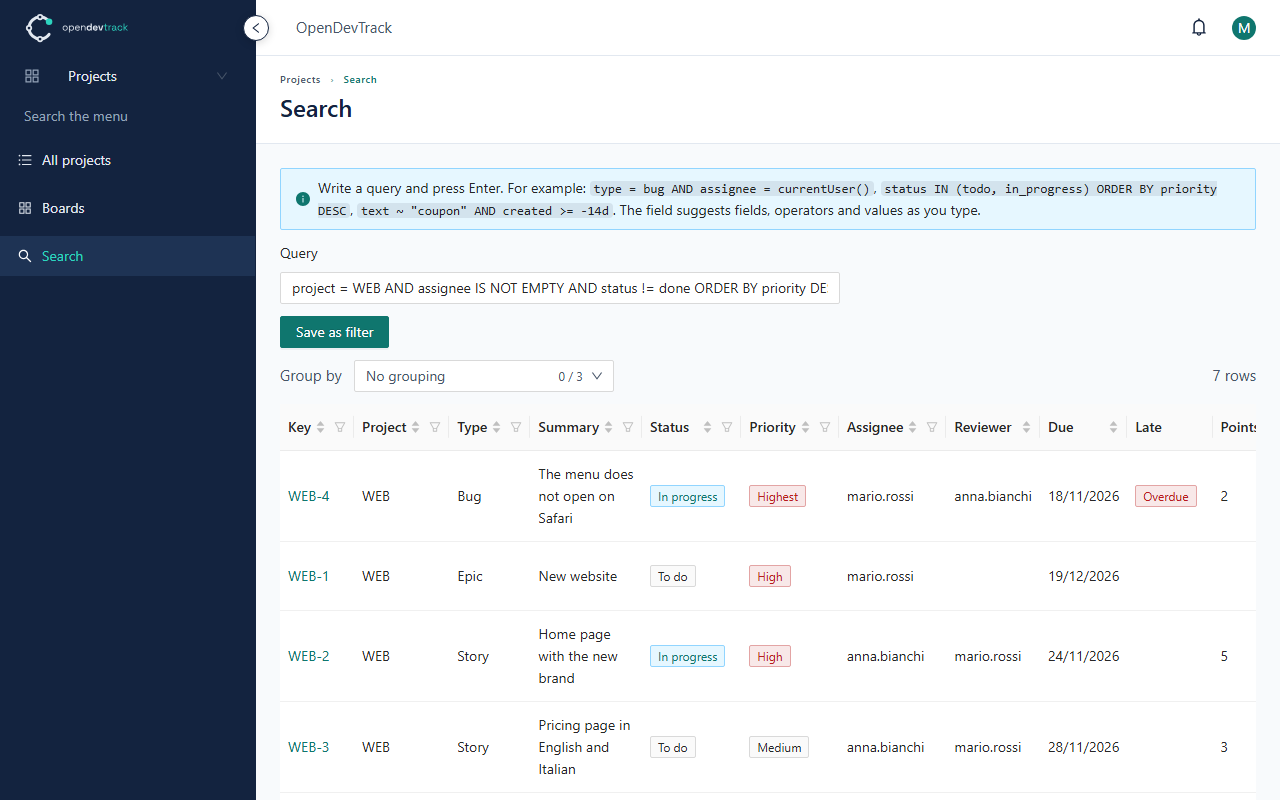 opendevtrack
OpenDevTrack
M
Projects
Search the menu
All projects
Boards
Search
Projects › Search
Search
Write a query and press Enter. For example: type = bug AND assignee = currentUser(), status IN (todo, in_progress) ORDER BY priority
DESC, text ~ "coupon" AND created >= -14d. The field suggests fields, operators and values as you type.
Query
project = WEB AND assignee IS NOT EMPTY AND status != done ORDER BY priority DE
Save as filter
Group by No grouping 0 / 3 7 rows
Key Project Type Summary Status Priority Assignee Reviewer Due Late Points
WEB-4 WEB Bug The menu does not open on Safari In progress Highest mario.rossi anna.bianchi 18/11/2026 Overdue 2
WEB-1 WEB Epic New website To do High mario.rossi 19/12/2026
WEB-2 WEB Story Home page with the new brand In progress High anna.bianchi mario.rossi 24/11/2026 5
WEB-3 WEB Story Pricing page in English and Italian To do Medium anna.bianchi mario.rossi 28/11/2026 3